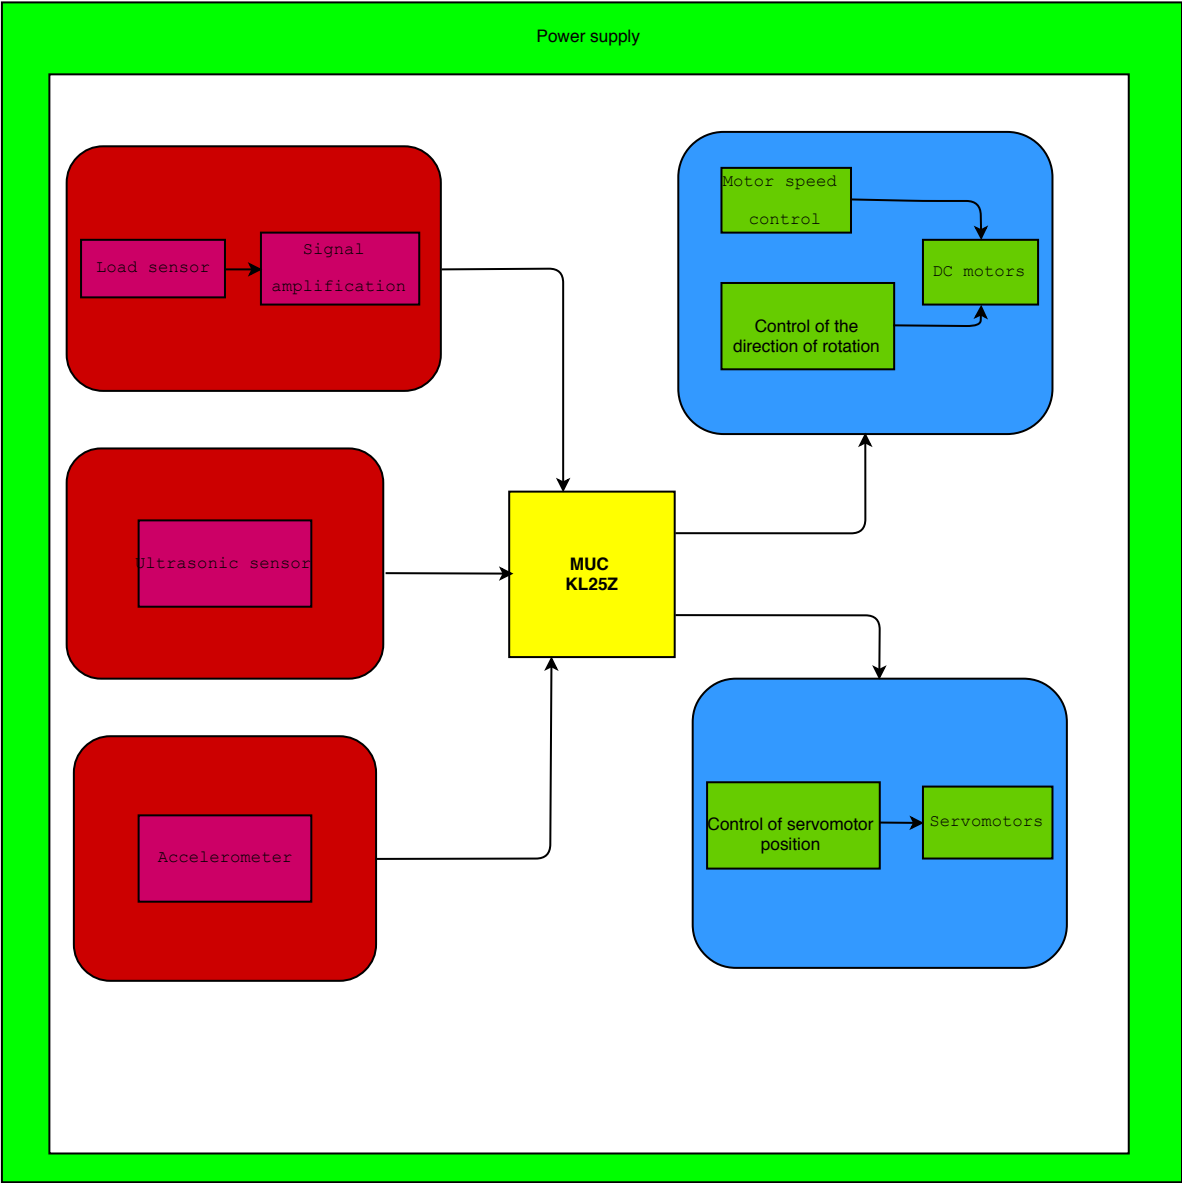 Power supply
Load sensor
Signal
amplification
Ultrasonic sensor
Accelerometer
MUC
KL25Z
Motor speed
control
DC motors
Control of the
direction of rotation
Control of servomotor
position
Servomotors